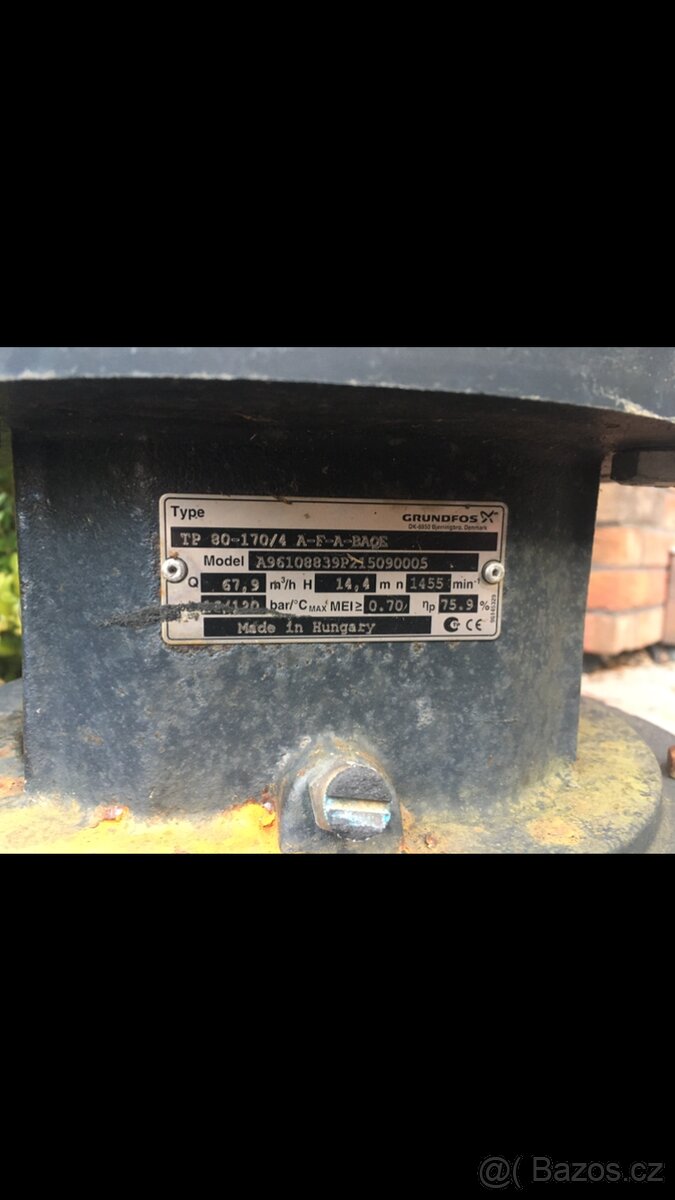 Type
GRUNDFOS X
DK-8850 Bjerringbro, Denmark
TP 80-170/4 A-F-A-BAQE
Model A96108839P215090005
Q 67,9 m³/h H 14,4 m n 1455 min⁻¹
/120 bar/°C MAX MEI ≥ 0.70 ηp 75.9 %
Made in Hungary
CE
@( Bazos.cz